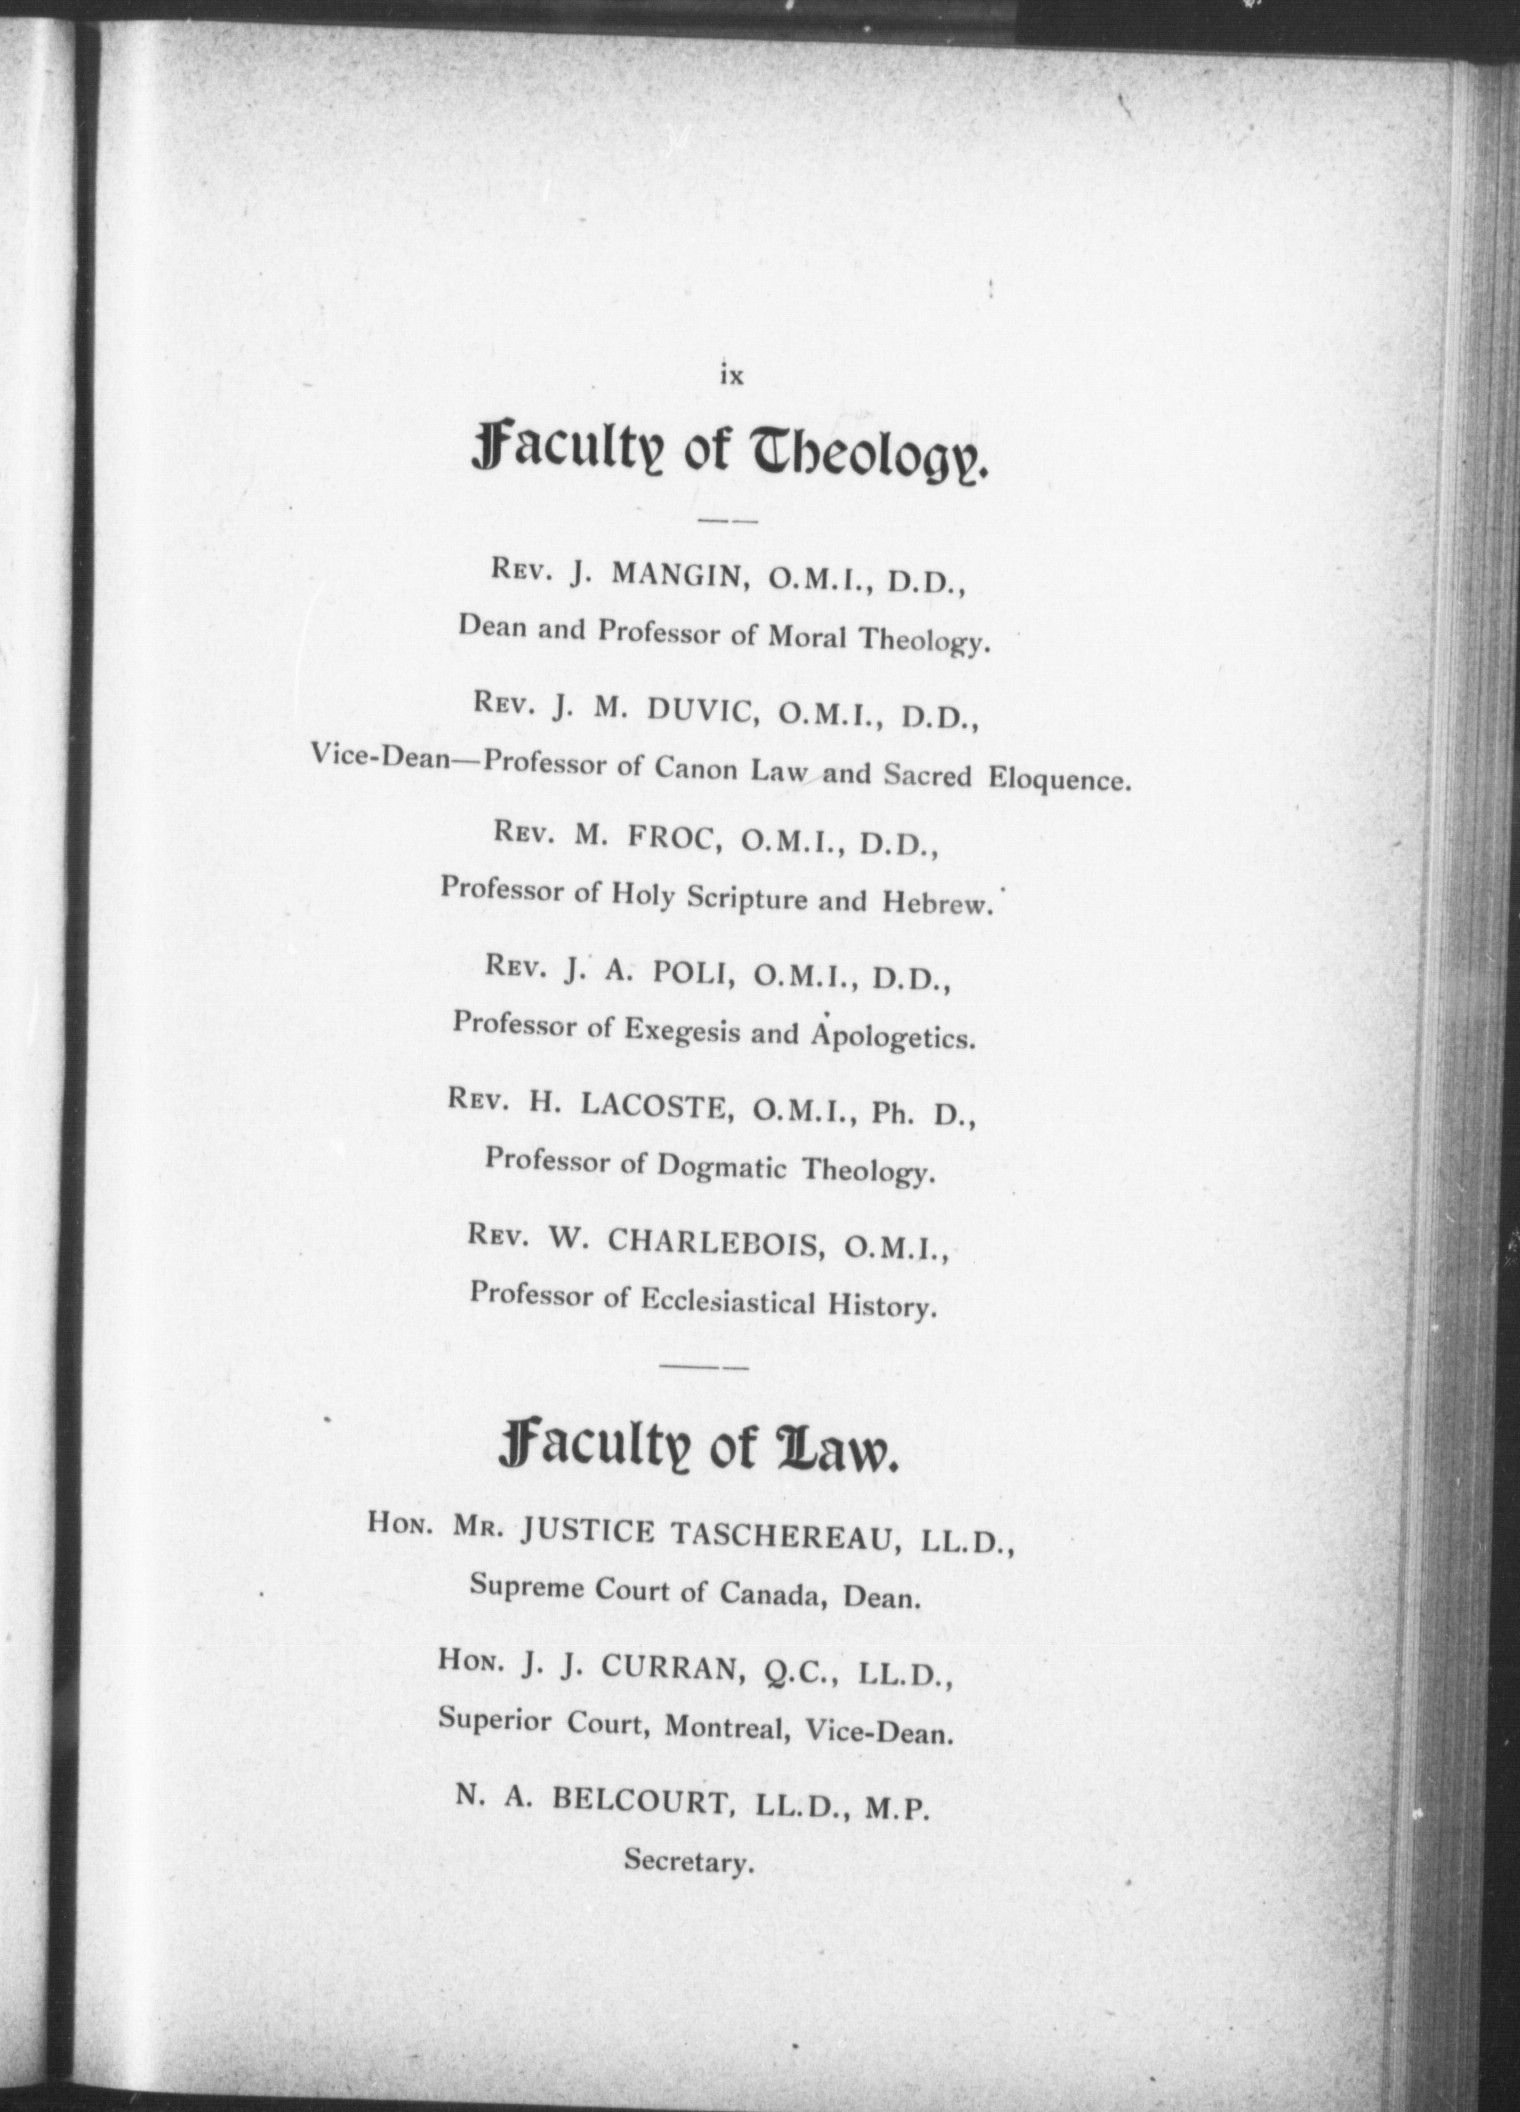 ix
Faculty of Theology.
REV. J. MANGIN, O.M.I., D.D.,
Dean and Professor of Moral Theology.
REV. J. M. DUVIC, O.M.I., D.D.,
Vice-Dean—Professor of Canon Law and Sacred Eloquence.
REV. M. FROC, O.M.I., D.D.,
Professor of Holy Scripture and Hebrew.
REV. J. A. POLI, O.M.I., D.D.,
Professor of Exegesis and Apologetics.
REV. H. LACOSTE, O.M.I., Ph. D.,
Professor of Dogmatic Theology.
REV. W. CHARLEBOIS, O.M.I.,
Professor of Ecclesiastical History.
Faculty of Law.
HON. MR. JUSTICE TASCHEREAU, LL.D.,
Supreme Court of Canada, Dean.
HON. J. J. CURRAN, Q.C., LL.D.,
Superior Court, Montreal, Vice-Dean.
N. A. BELCOURT, LL.D., M.P.
Secretary.